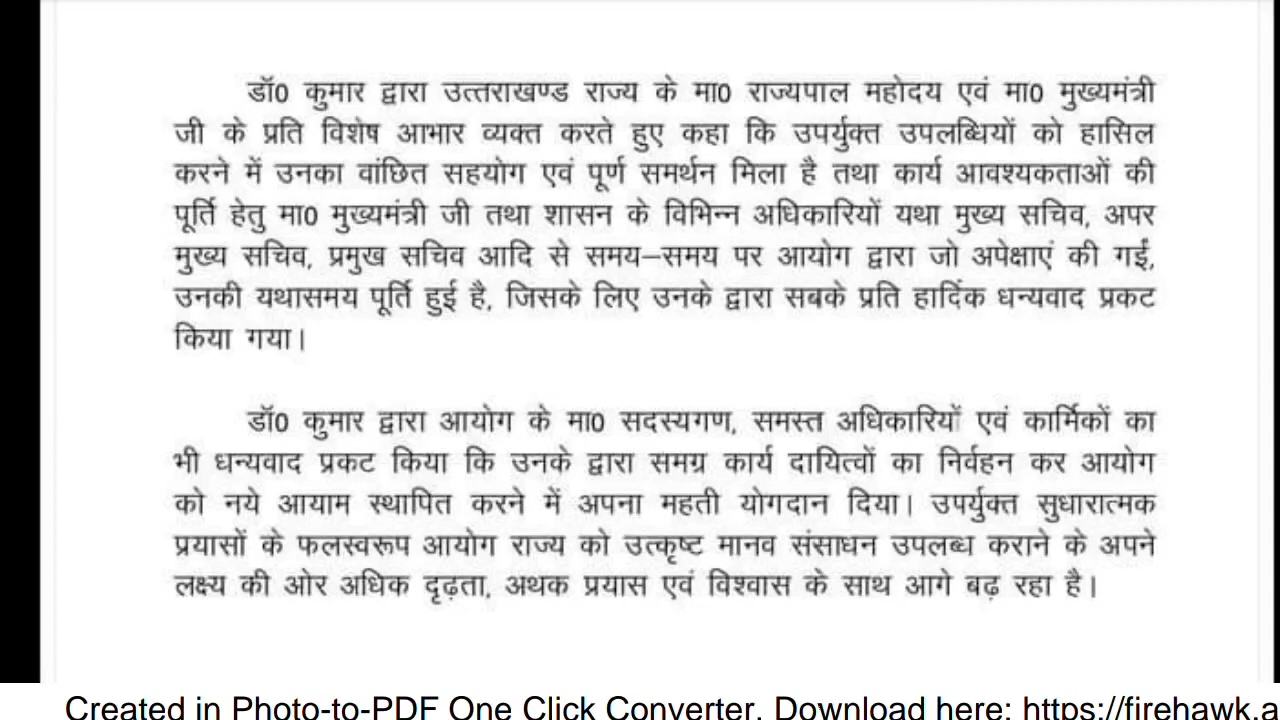 डॉ0 कुमार द्वारा उत्तराखण्ड राज्य के मा0 राज्यपाल महोदय एवं मा0 मुख्यमंत्री
जी के प्रति विशेष आभार व्यक्त करते हुए कहा कि उपर्युक्त उपलब्धियों को हासिल
करने में उनका वांछित सहयोग एवं पूर्ण समर्थन मिला है तथा कार्य आवश्यकताओं की
पूर्ति हेतु मा0 मुख्यमंत्री जी तथा शासन के विभिन्न अधिकारियों यथा मुख्य सचिव, अपर
मुख्य सचिव, प्रमुख सचिव आदि से समय–समय पर आयोग द्वारा जो अपेक्षाएं की गईं,
उनकी यथासमय पूर्ति हुई है, जिसके लिए उनके द्वारा सबके प्रति हार्दिक धन्यवाद प्रकट
किया गया।
डॉ0 कुमार द्वारा आयोग के मा0 सदस्यगण, समस्त अधिकारियों एवं कार्मिकों का
भी धन्यवाद प्रकट किया कि उनके द्वारा समग्र कार्य दायित्वों का निर्वहन कर आयोग
को नये आयाम स्थापित करने में अपना महती योगदान दिया। उपर्युक्त सुधारात्मक
प्रयासों के फलस्वरूप आयोग राज्य को उत्कृष्ट मानव संसाधन उपलब्ध कराने के अपने
लक्ष्य की ओर अधिक दृढ़ता, अथक प्रयास एवं विश्वास के साथ आगे बढ़ रहा है।
Created in Photo-to-PDF One Click Converter. Download here: https://firehawk.a